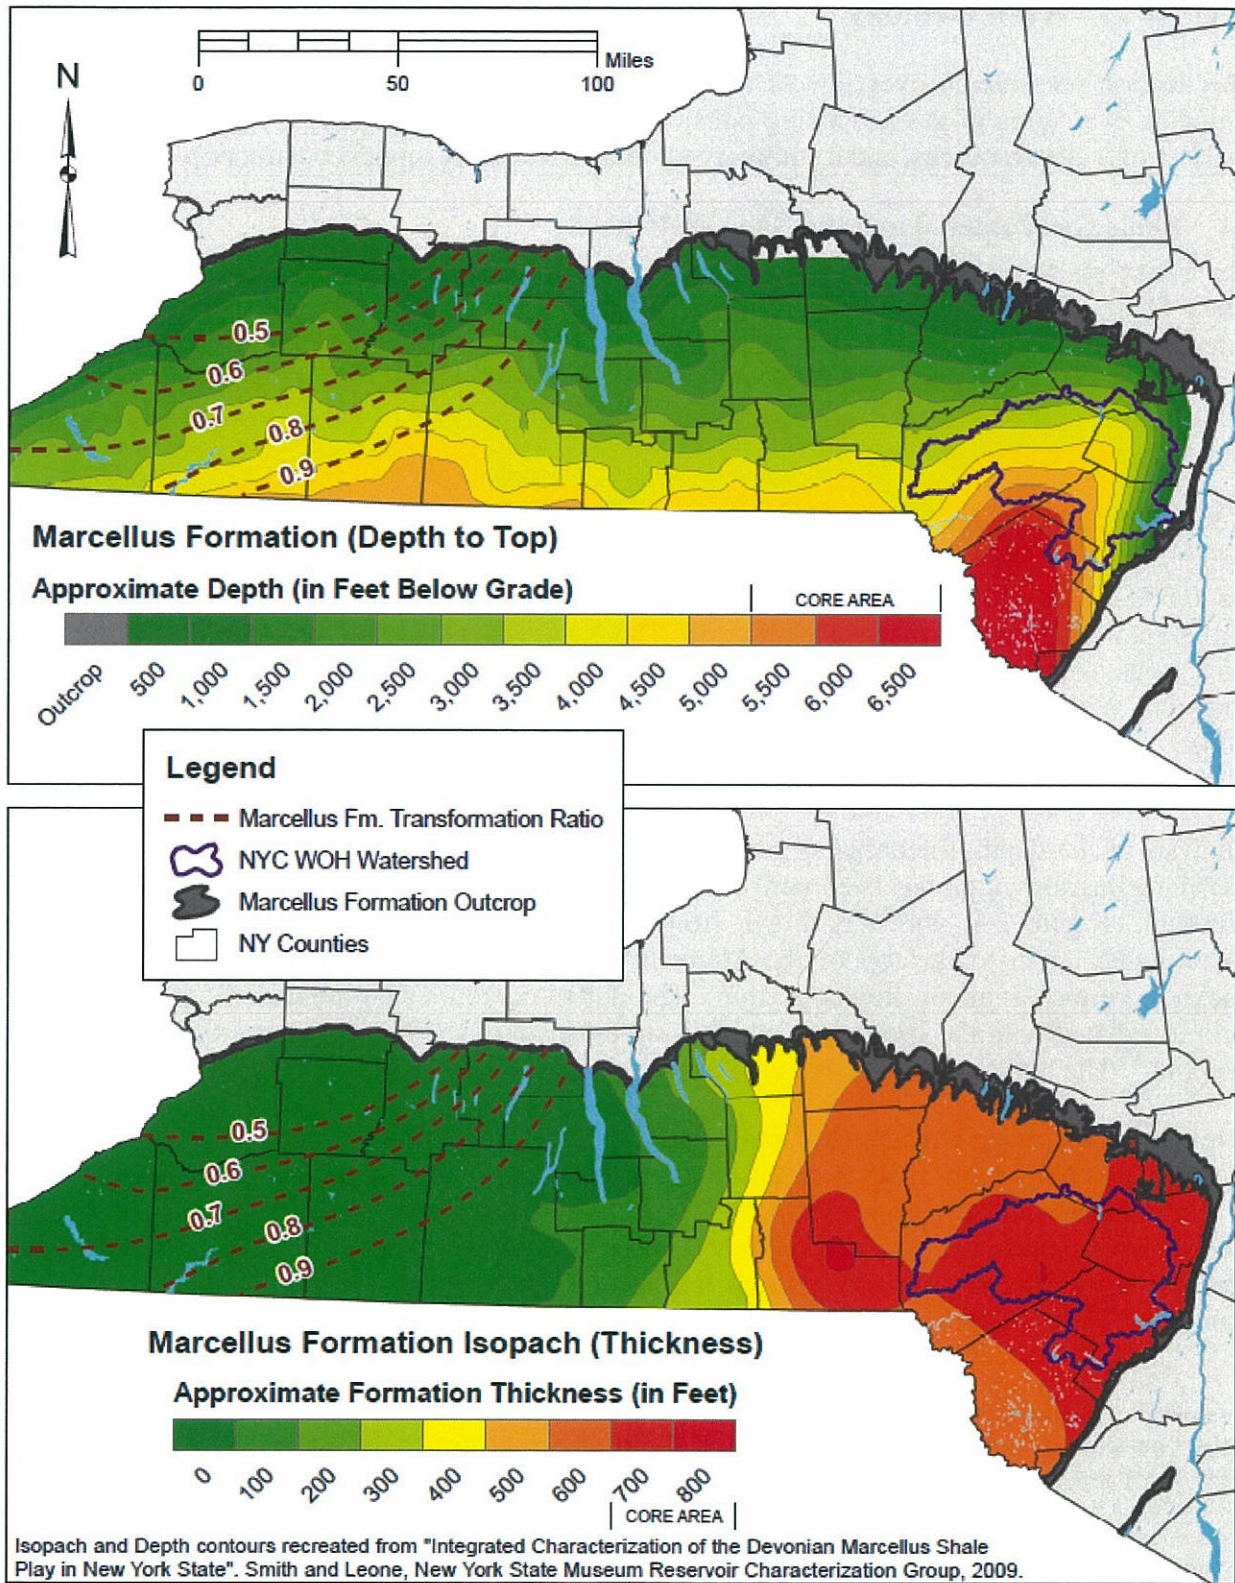 N
Miles
0 50 100
0.5
0.6
0.7
0.8
0.9
Marcellus Formation (Depth to Top)
Approximate Depth (in Feet Below Grade)
CORE AREA
Outcrop 500 1,000 1,500 2,000 2,500 3,000 3,500 4,000 4,500 5,000 5,500 6,000 6,500
Legend
Marcellus Fm. Transformation Ratio
NYC WOH Watershed
Marcellus Formation Outcrop
NY Counties
0.5
0.6
0.7
0.8
0.9
Marcellus Formation Isopach (Thickness)
Approximate Formation Thickness (in Feet)
0 100 200 300 400 500 600 700 800
CORE AREA
Isopach and Depth contours recreated from "Integrated Characterization of the Devonian Marcellus Shale
Play in New York State". Smith and Leone, New York State Museum Reservoir Characterization Group, 2009.